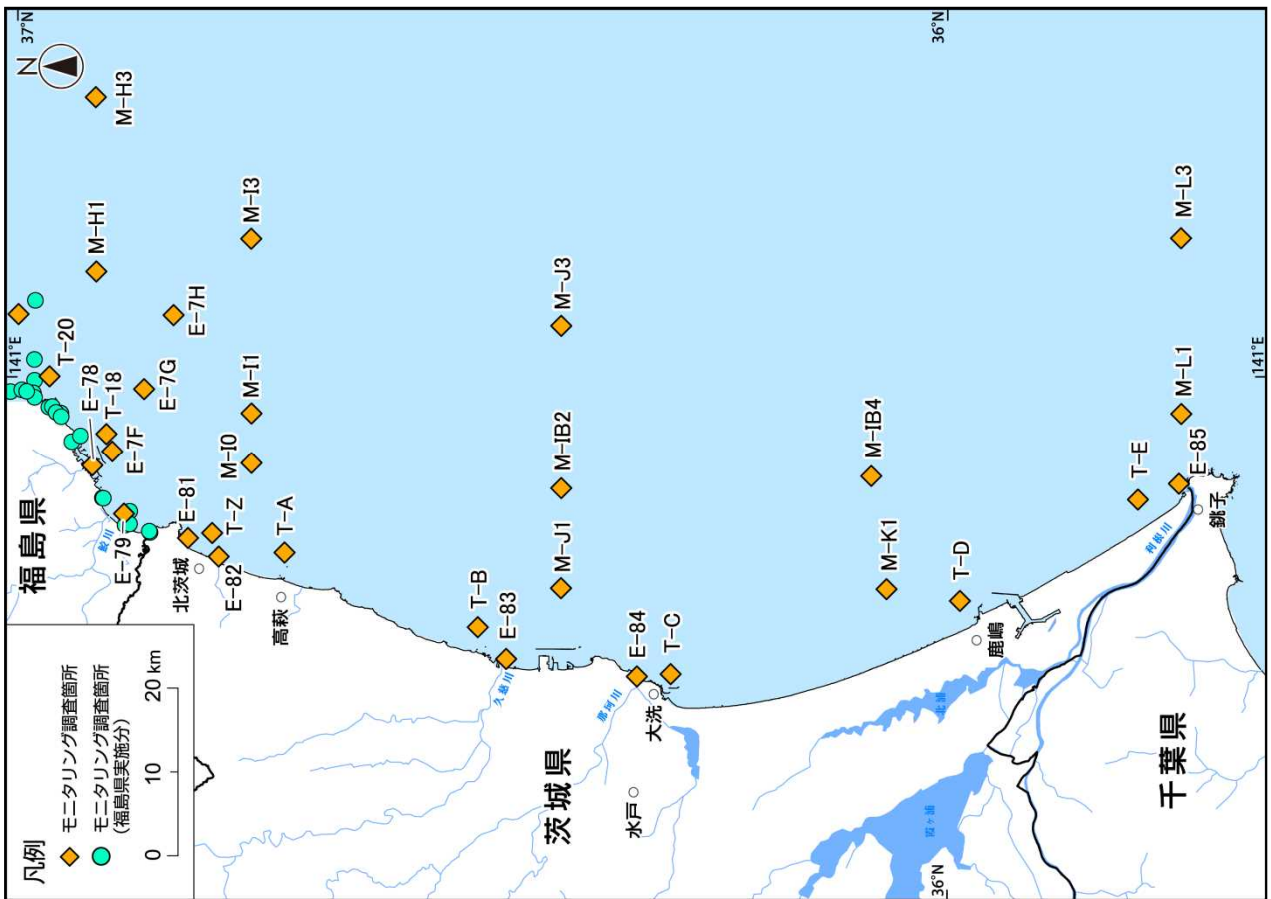 凡例
モニタリング調査箇所
モニタリング調査箇所
(福島県実施分)
0 10 20 km
N
37°N
141°E
福島県
鮫川
M-H3
M-H1
T-20
E-78
T-18
E-7F
E-7G
E-7H
E-79
E-81
北茨城
T-Z
E-82
M-I0
M-I1
M-I3
T-A
高萩
T-B
E-83
久慈川
M-J1
M-IB2
M-J3
茨城県
那珂川
E-84
T-C
大洗
水戸
M-IB4
M-K1
36°N
36°N
T-D
鹿嶋
北浦
霞ヶ浦
T-E
M-L1
M-L3
E-85
利根川
銚子
千葉県
141°E